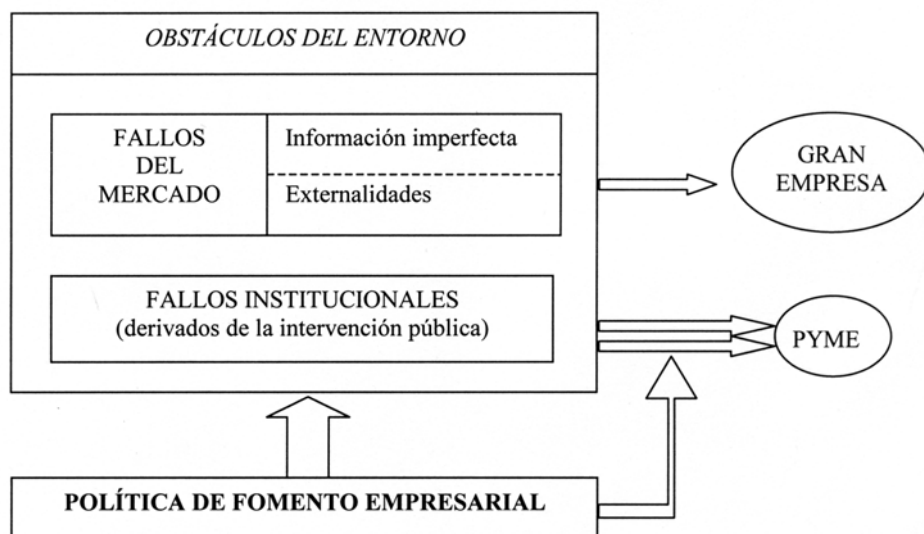 OBSTÁCULOS DEL ENTORNO
FALLOS
DEL
MERCADO
Información imperfecta
Externalidades
GRAN
EMPRESA
FALLOS INSTITUCIONALES
(derivados de la intervención pública)
PYME
POLÍTICA DE FOMENTO EMPRESARIAL